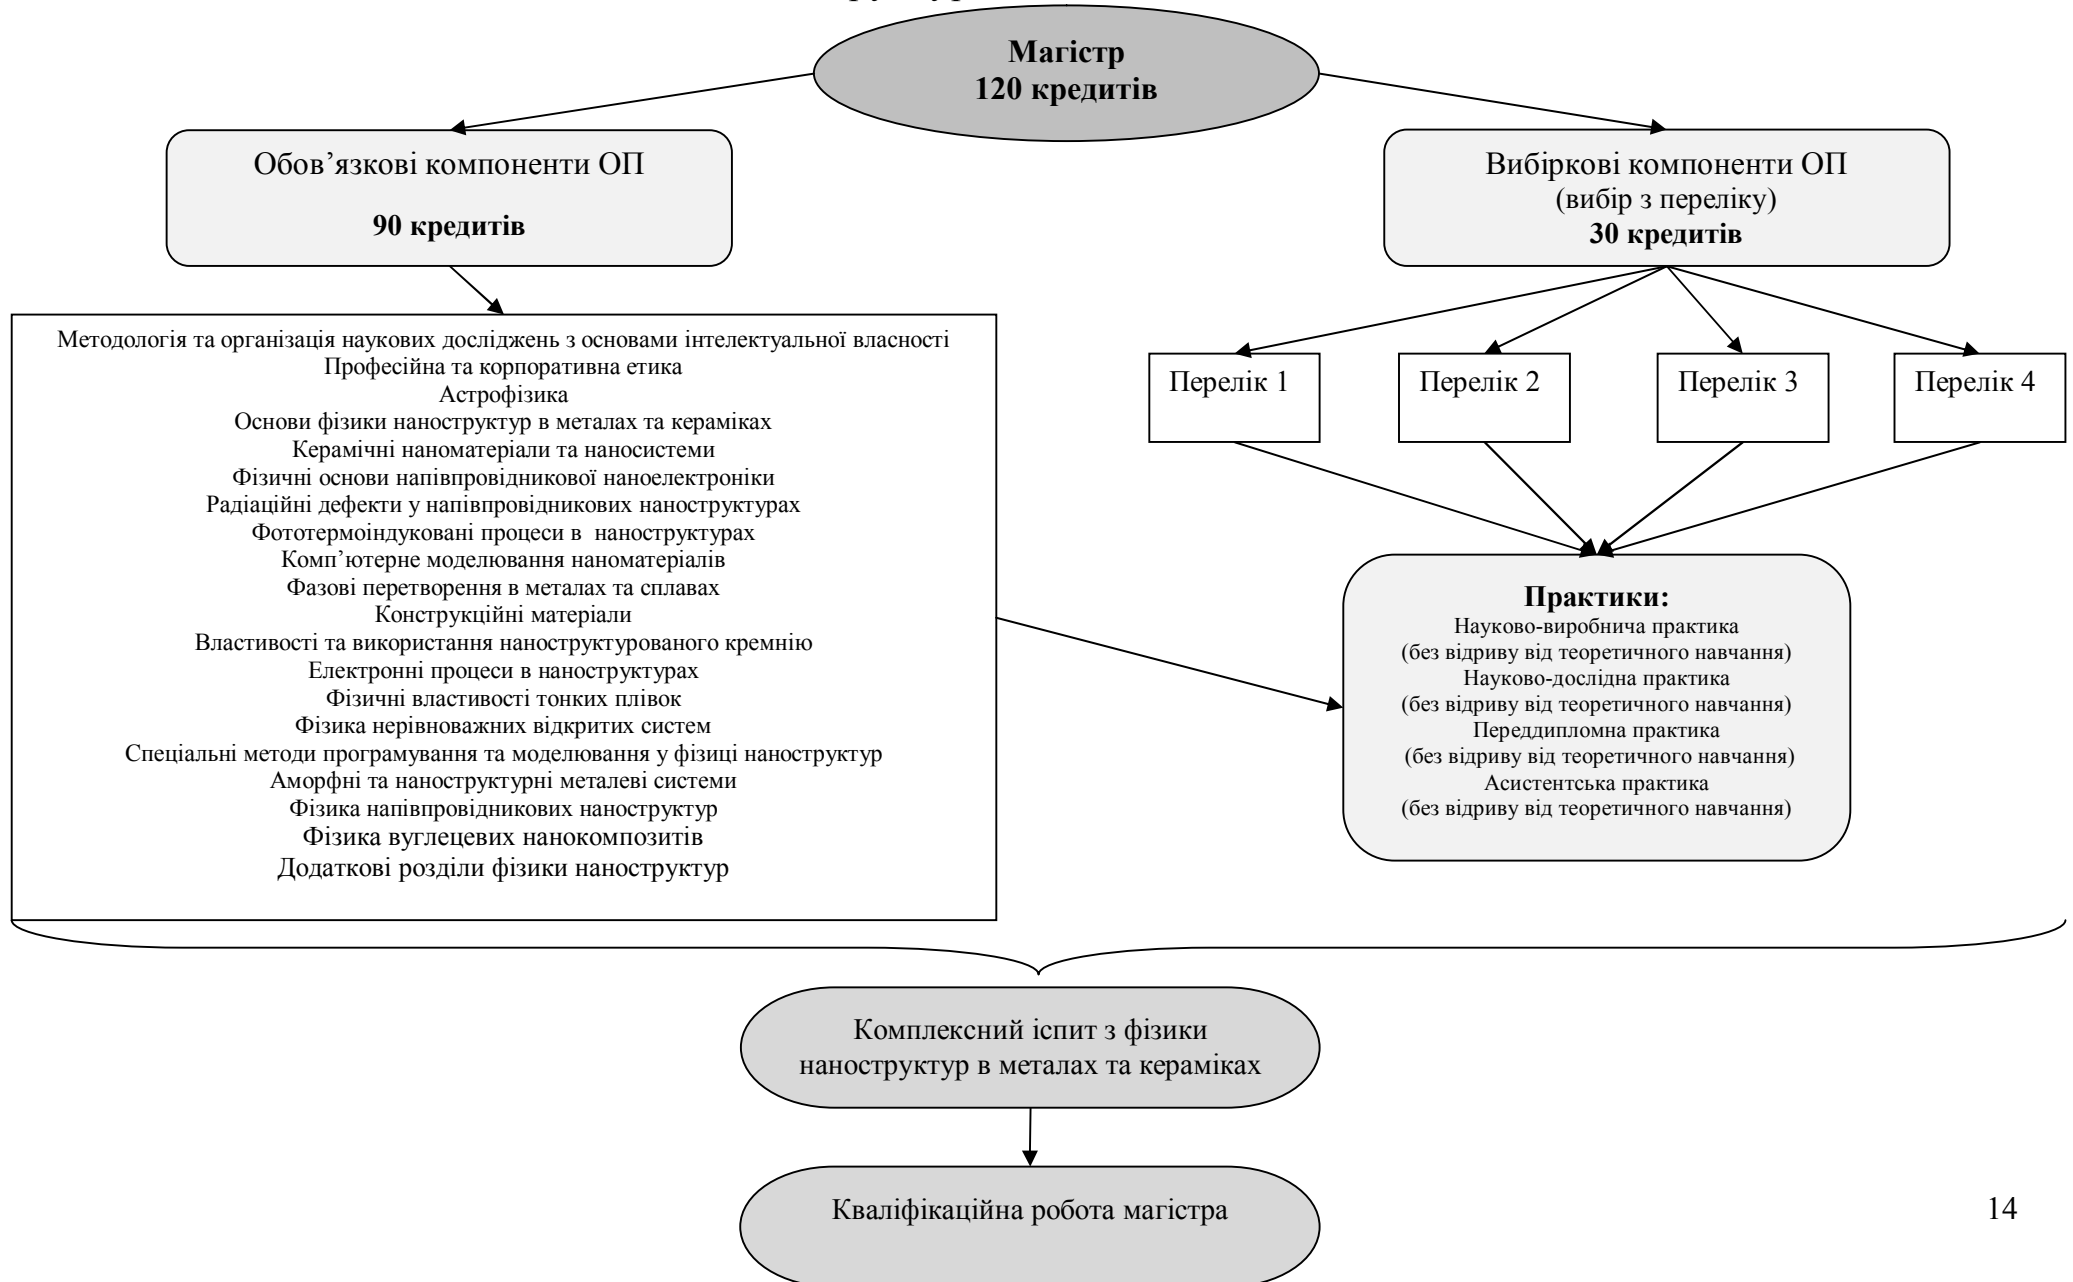 Магістр
120 кредитів
Обов’язкові компоненти ОП
90 кредитів
Вибіркові компоненти ОП
(вибір з переліку)
30 кредитів
Методологія та організація наукових досліджень з основами інтелектуальної власності
Професійна та корпоративна етика
Астрофізика
Основи фізики наноструктур в металах та кераміках
Керамічні наноматеріали та наносистеми
Фізичні основи напівпровідникової наноелектроніки
Радіаційні дефекти у напівпровідникових наноструктурах
Фототермоіндуковані процеси в наноструктурах
Комп’ютерне моделювання наноматеріалів
Фазові перетворення в металах та сплавах
Конструкційні матеріали
Властивості та використання наноструктурованого кремнію
Електронні процеси в наноструктурах
Фізичні властивості тонких плівок
Фізика нерівноважних відкритих систем
Спеціальні методи програмування та моделювання у фізиці наноструктур
Аморфні та наноструктурні металеві системи
Фізика напівпровідникових наноструктур
Фізика вуглецевих нанокомпозитів
Додаткові розділи фізики наноструктур
Перелік 1
Перелік 2
Перелік 3
Перелік 4
Практики:
Науково-виробнича практика
(без відриву від теоретичного навчання)
Науково-дослідна практика
(без відриву від теоретичного навчання)
Переддипломна практика
(без відриву від теоретичного навчання)
Асистентська практика
(без відриву від теоретичного навчання)
Комплексний іспит з фізики
наноструктур в металах та кераміках
Кваліфікаційна робота магістра
14